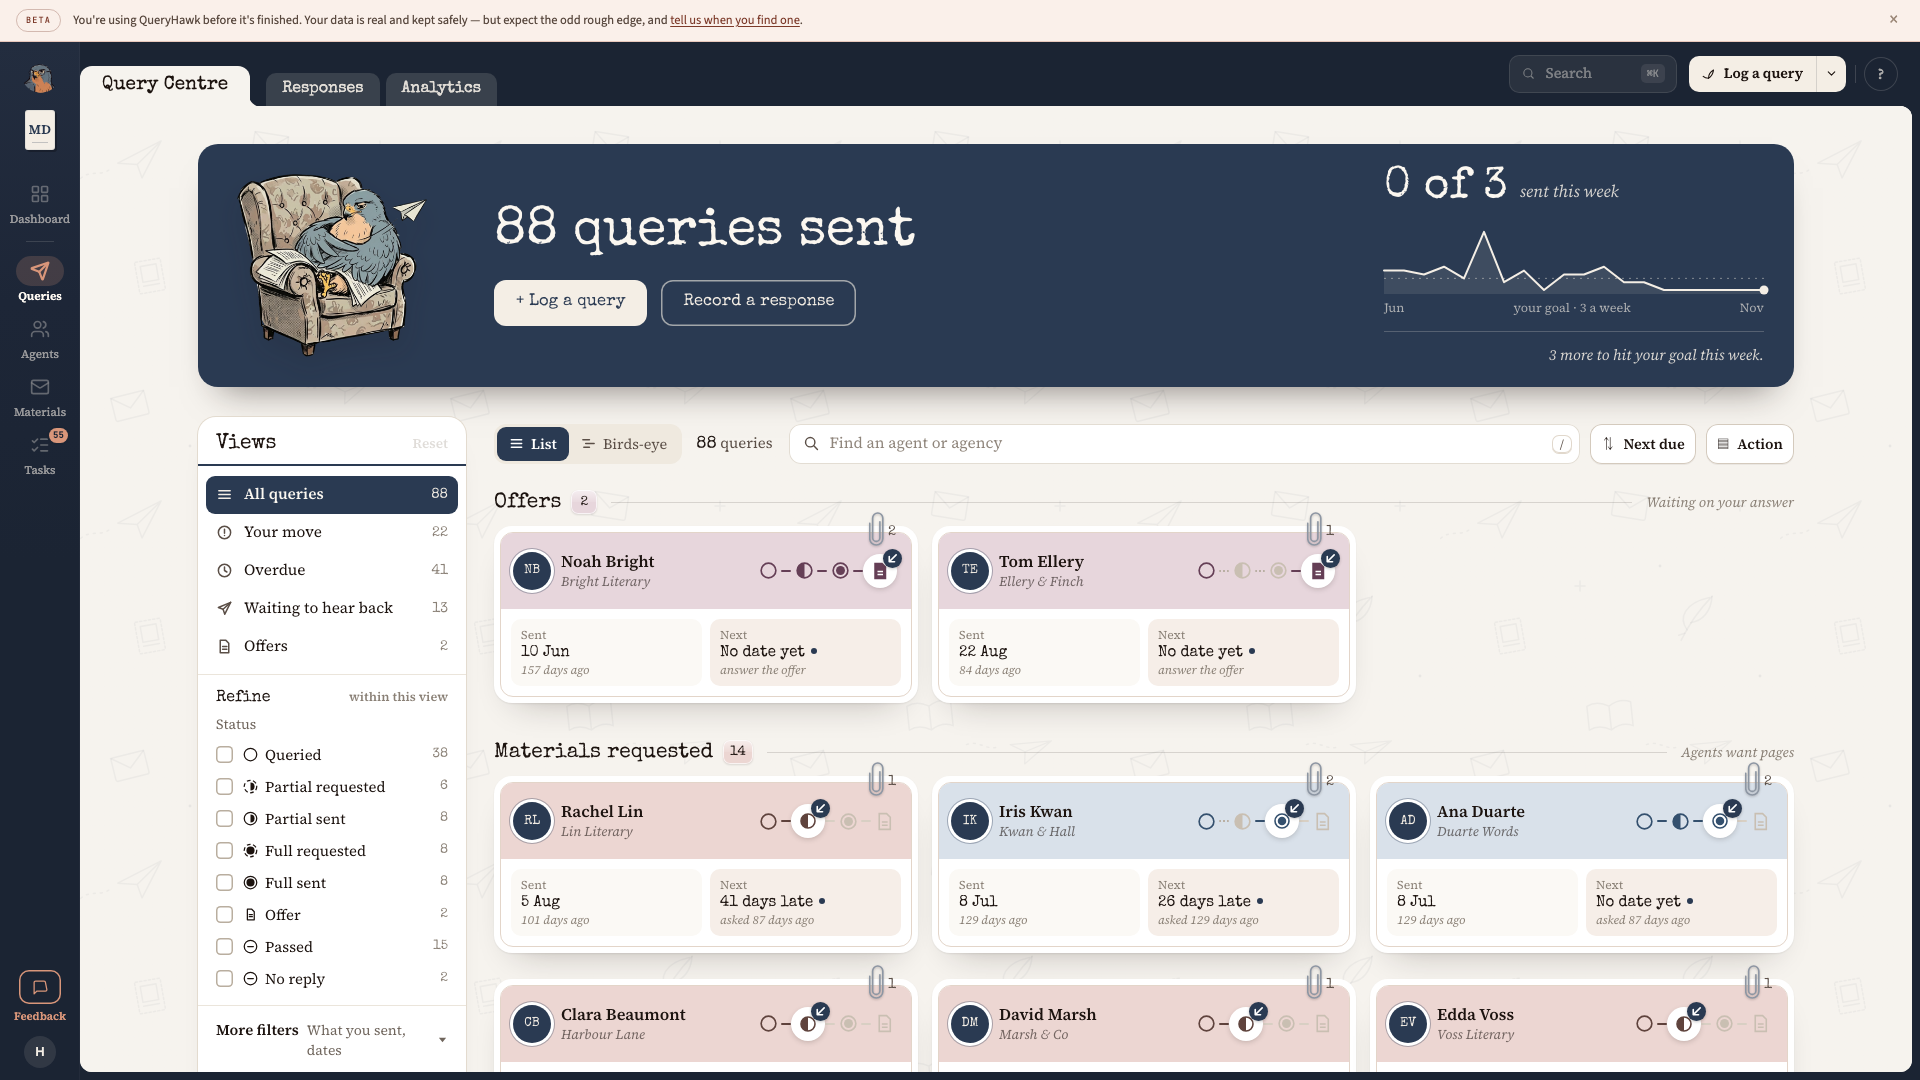 BETA
You're using QueryHawk before it's finished. Your data is real and kept safely — but expect the odd rough edge, and tell us when you find one.
×
MD
Query Centre
Responses
Analytics
Search
⌘K
Log a query
?
Dashboard
Queries
Agents
Materials
55
Tasks
Feedback
H
88 queries sent
+ Log a query
Record a response
0 of 3 sent this week
Jun
your goal · 3 a week
Nov
3 more to hit your goal this week.
Views
Reset
All queries 88
Your move 22
Overdue 41
Waiting to hear back 13
Offers 2
Refine
within this view
Status
Queried 38
Partial requested 6
Partial sent 8
Full requested 8
Full sent 8
Offer 2
Passed 15
No reply 2
More filters
What you sent, dates
List
Birds-eye
88 queries
Find an agent or agency
/
Next due
Action
Offers 2
Waiting on your answer
2
NB
Noah Bright
Bright Literary
Sent
10 Jun
157 days ago
Next
No date yet •
answer the offer
1
TE
Tom Ellery
Ellery & Finch
Sent
22 Aug
84 days ago
Next
No date yet •
answer the offer
Materials requested 14
Agents want pages
1
RL
Rachel Lin
Lin Literary
Sent
5 Aug
101 days ago
Next
41 days late •
asked 87 days ago
2
IK
Iris Kwan
Kwan & Hall
Sent
8 Jul
129 days ago
Next
26 days late •
asked 129 days ago
2
AD
Ana Duarte
Duarte Words
Sent
8 Jul
129 days ago
Next
No date yet •
asked 87 days ago
1
CB
Clara Beaumont
Harbour Lane
1
DM
David Marsh
Marsh & Co
1
EV
Edda Voss
Voss Literary